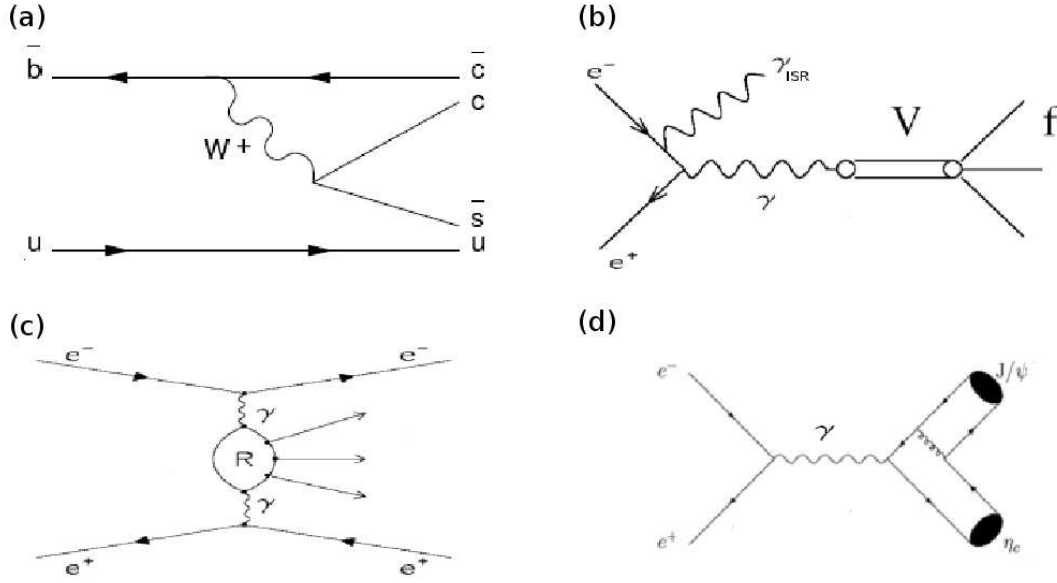 (a)
b̅ c̅
c
W +
s̅
u u
(b)
e⁻ γISR
V f
γ
e⁺
(c)
e⁻ e⁻
γ
R
γ
e⁺ e⁺
(d)
e⁻ J/ψ
γ
e⁺ ηc